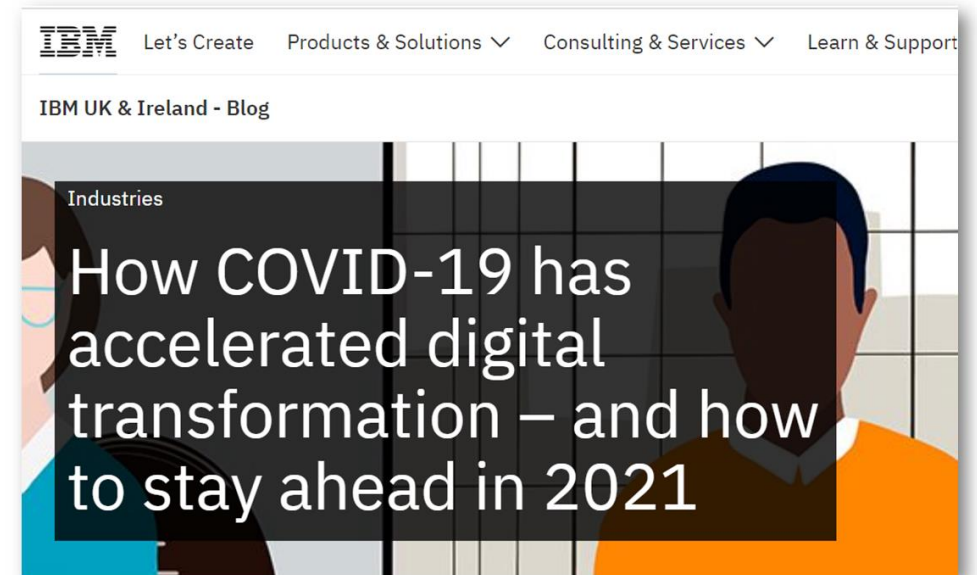 IBM Let's Create Products & Solutions Consulting & Services Learn & Support
IBM UK & Ireland - Blog
Industries
How COVID-19 has
accelerated digital
transformation – and how
to stay ahead in 2021